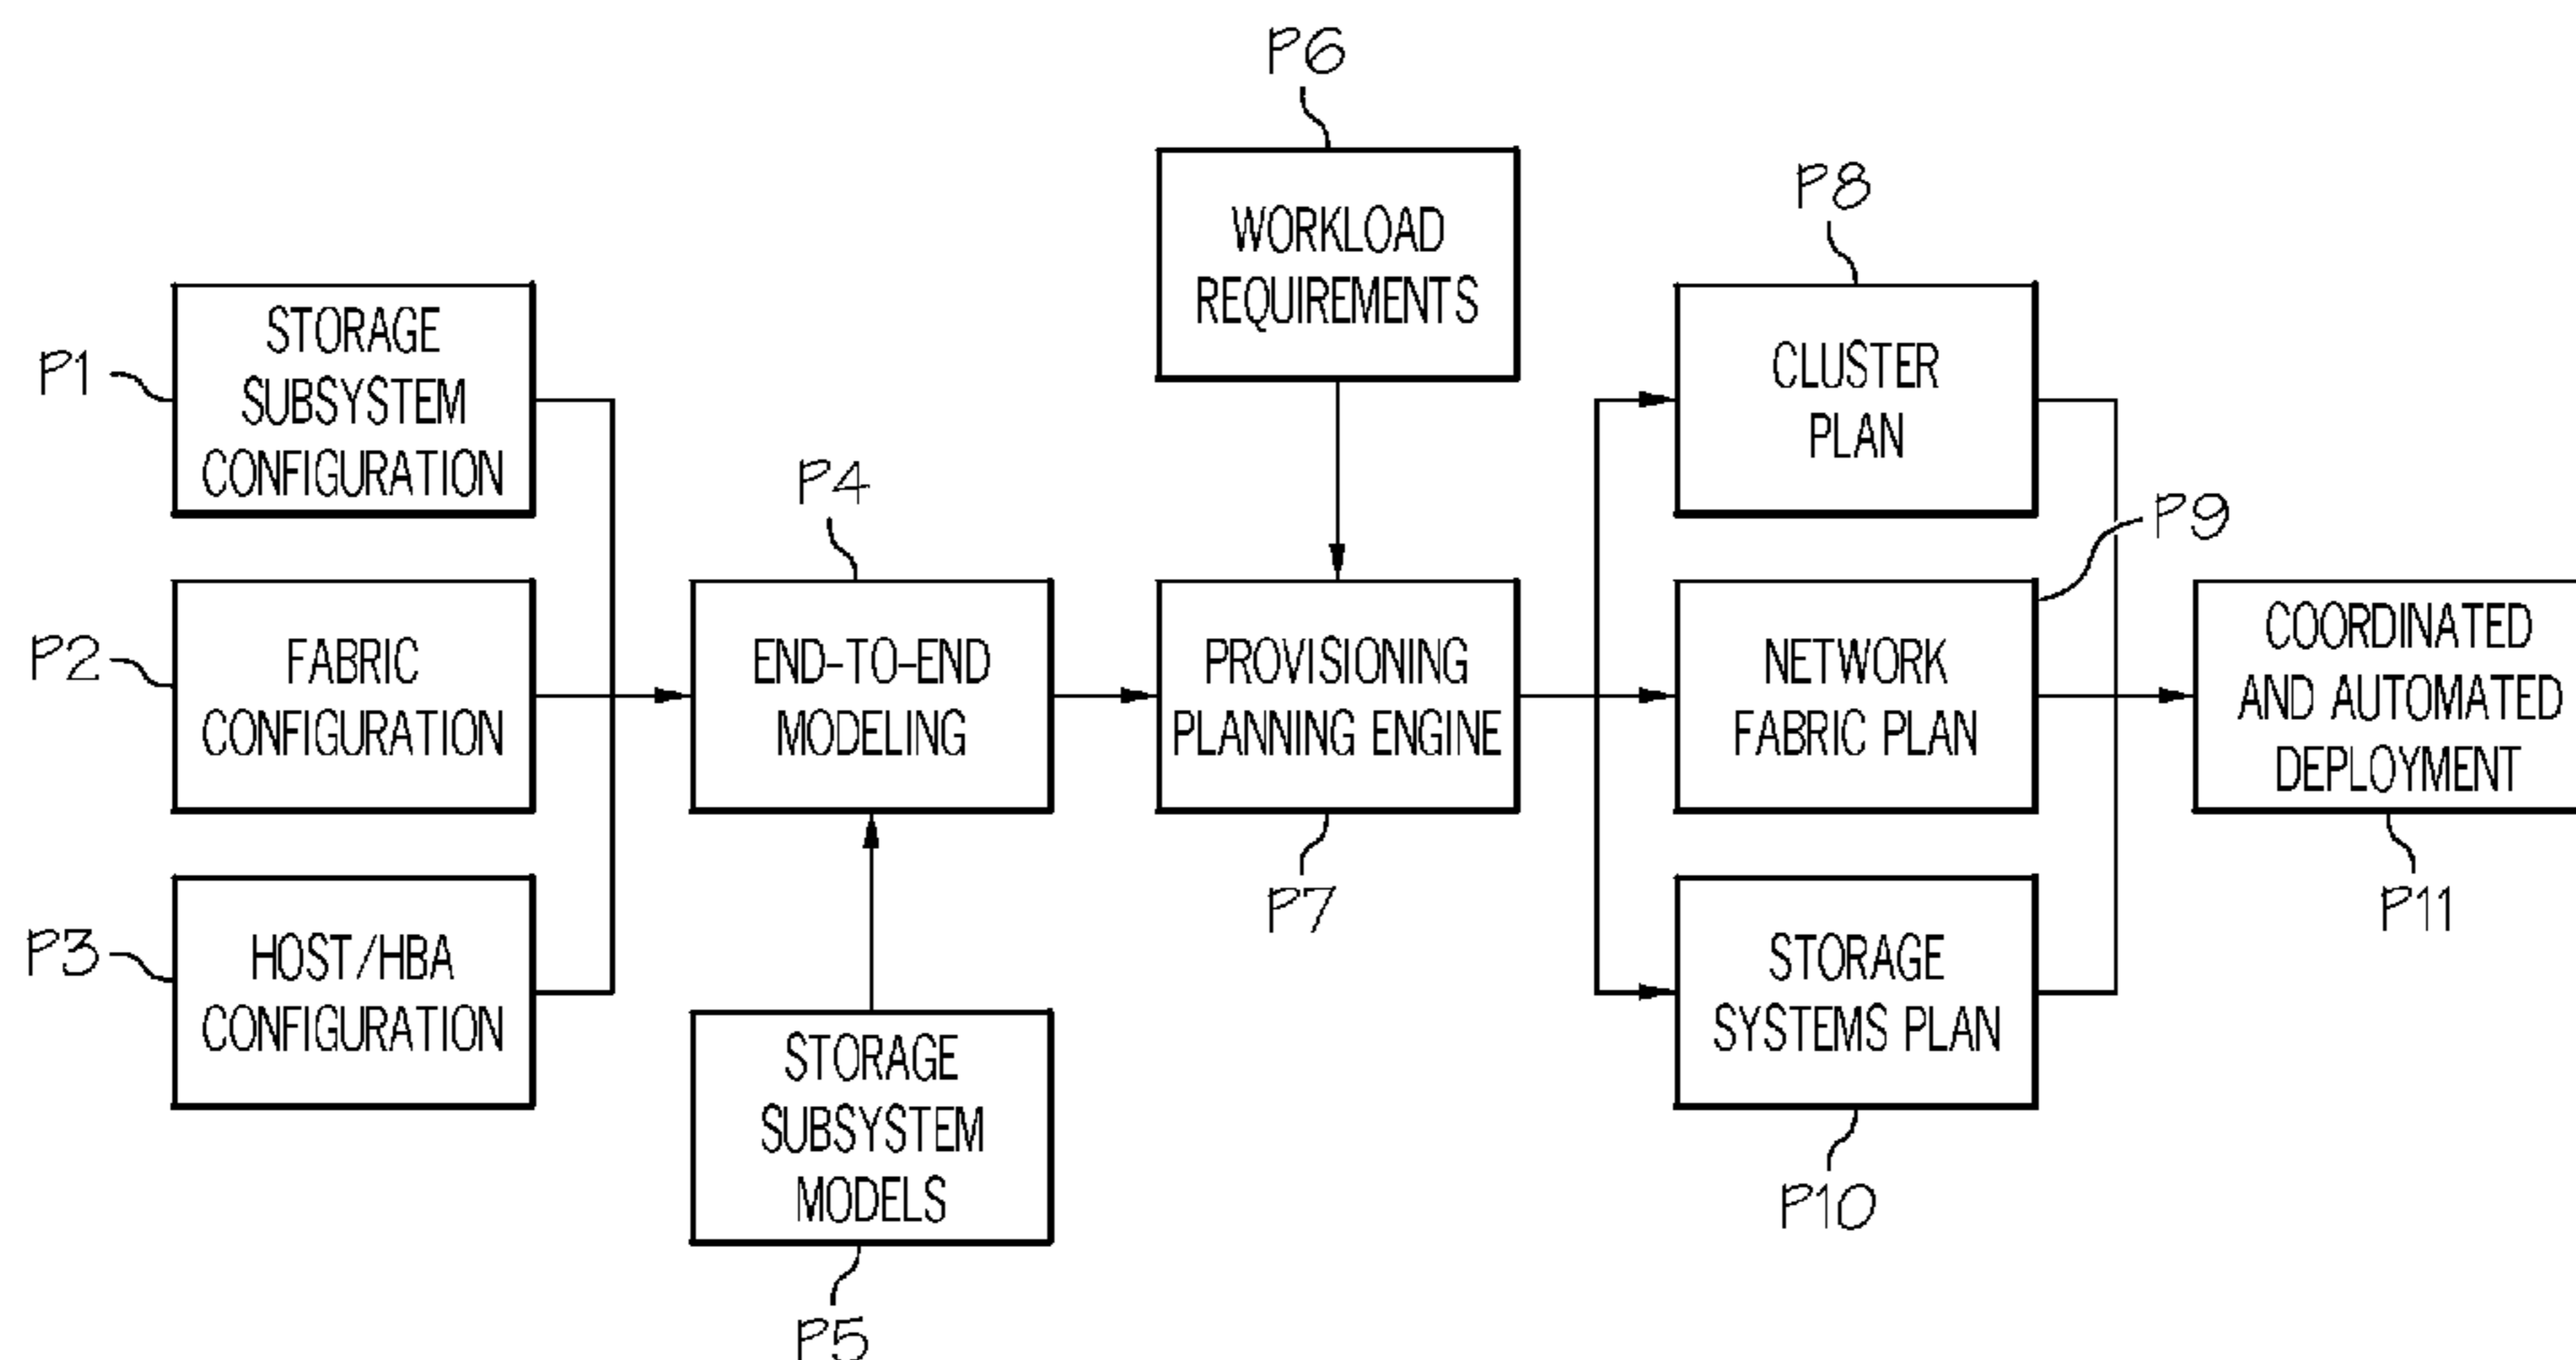 P6
WORKLOAD
REQUIREMENTS
P8
CLUSTER
PLAN
P1
STORAGE
SUBSYSTEM
CONFIGURATION
P4
P9
P2
FABRIC
CONFIGURATION
END-TO-END
MODELING
PROVISIONING
PLANNING ENGINE
NETWORK
FABRIC PLAN
COORDINATED
AND AUTOMATED
DEPLOYMENT
P7
P11
P3
HOST/HBA
CONFIGURATION
STORAGE
SYSTEMS PLAN
STORAGE
SUBSYSTEM
MODELS
P10
P5